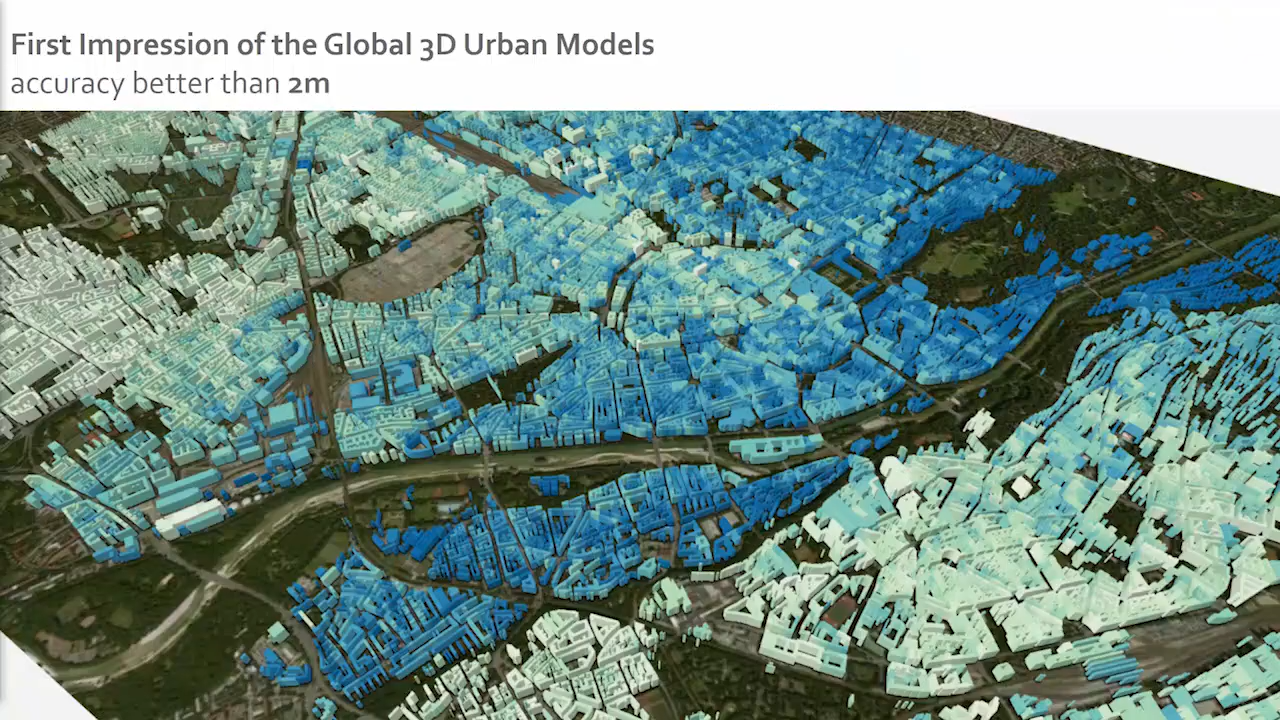 First Impression of the Global 3D Urban Models
accuracy better than 2m